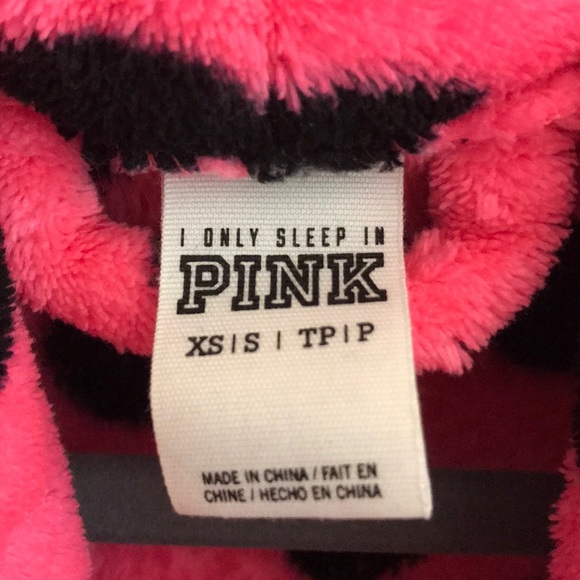 I ONLY SLEEP IN
PINK
XS|S | TP|P
MADE IN CHINA / FAIT EN
CHINE / HECHO EN CHINA